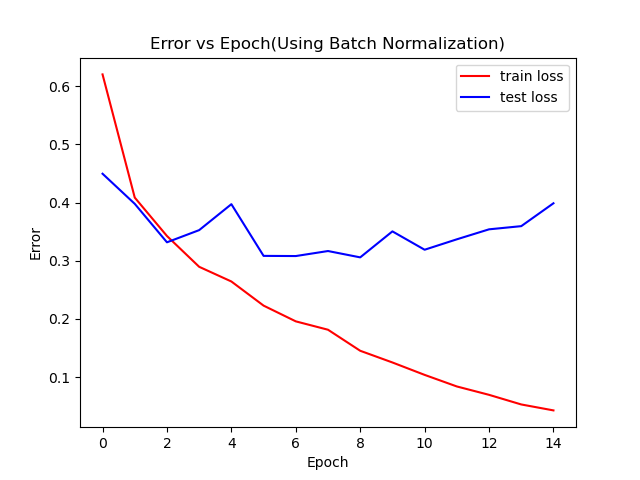 Error vs Epoch(Using Batch Normalization)
train loss
test loss
0.6
0.5
0.4
0.3
0.2
0.1
Error
0 2 4 6 8 10 12 14
Epoch